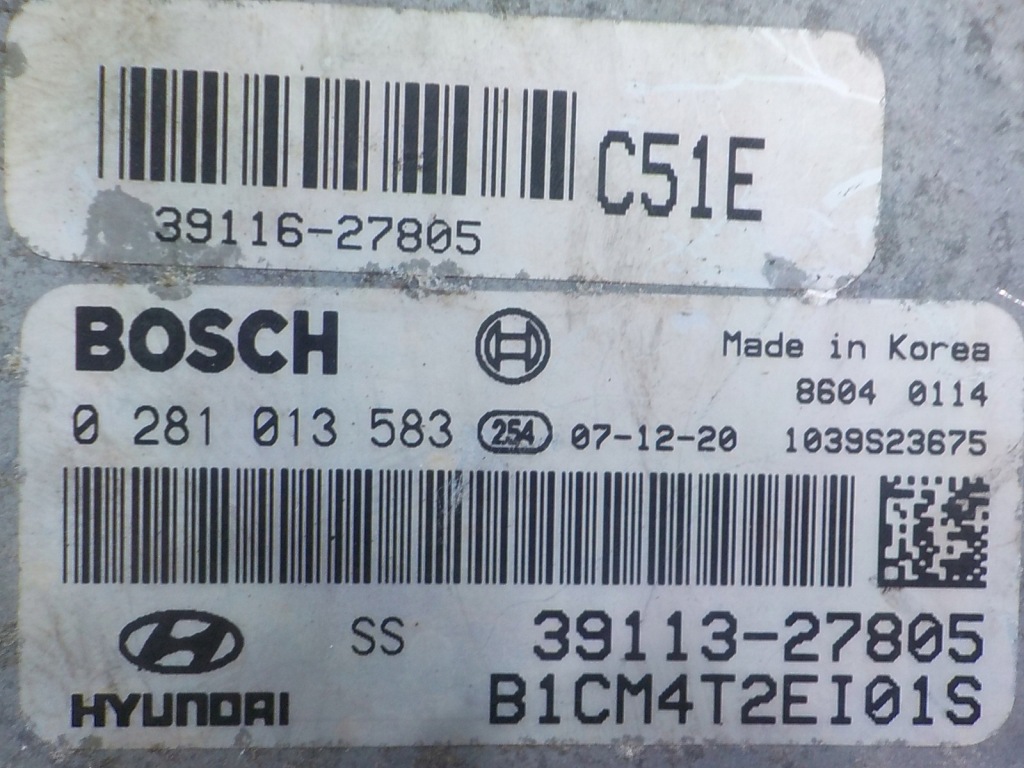 C51E
39116-27805
BOSCH
Made in Korea
8604 0114
0 281 013 583 254 07-12-20 1039S23675
SS 39113-27805
HYUNDAI B1CM4T2EI01S